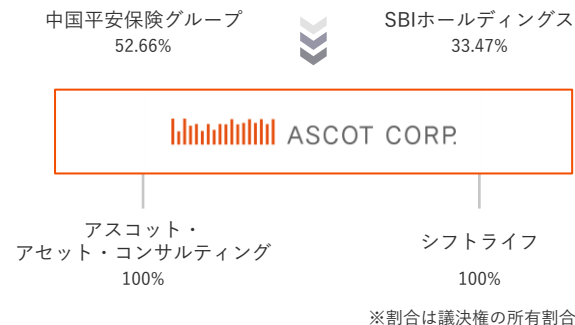 中国平安保険グループ
52.66%
SBIホールディングス
33.47%
ASCOT CORP.
アスコット・
アセット・コンサルティング
100%
シフトライフ
100%
※割合は議決権の所有割合